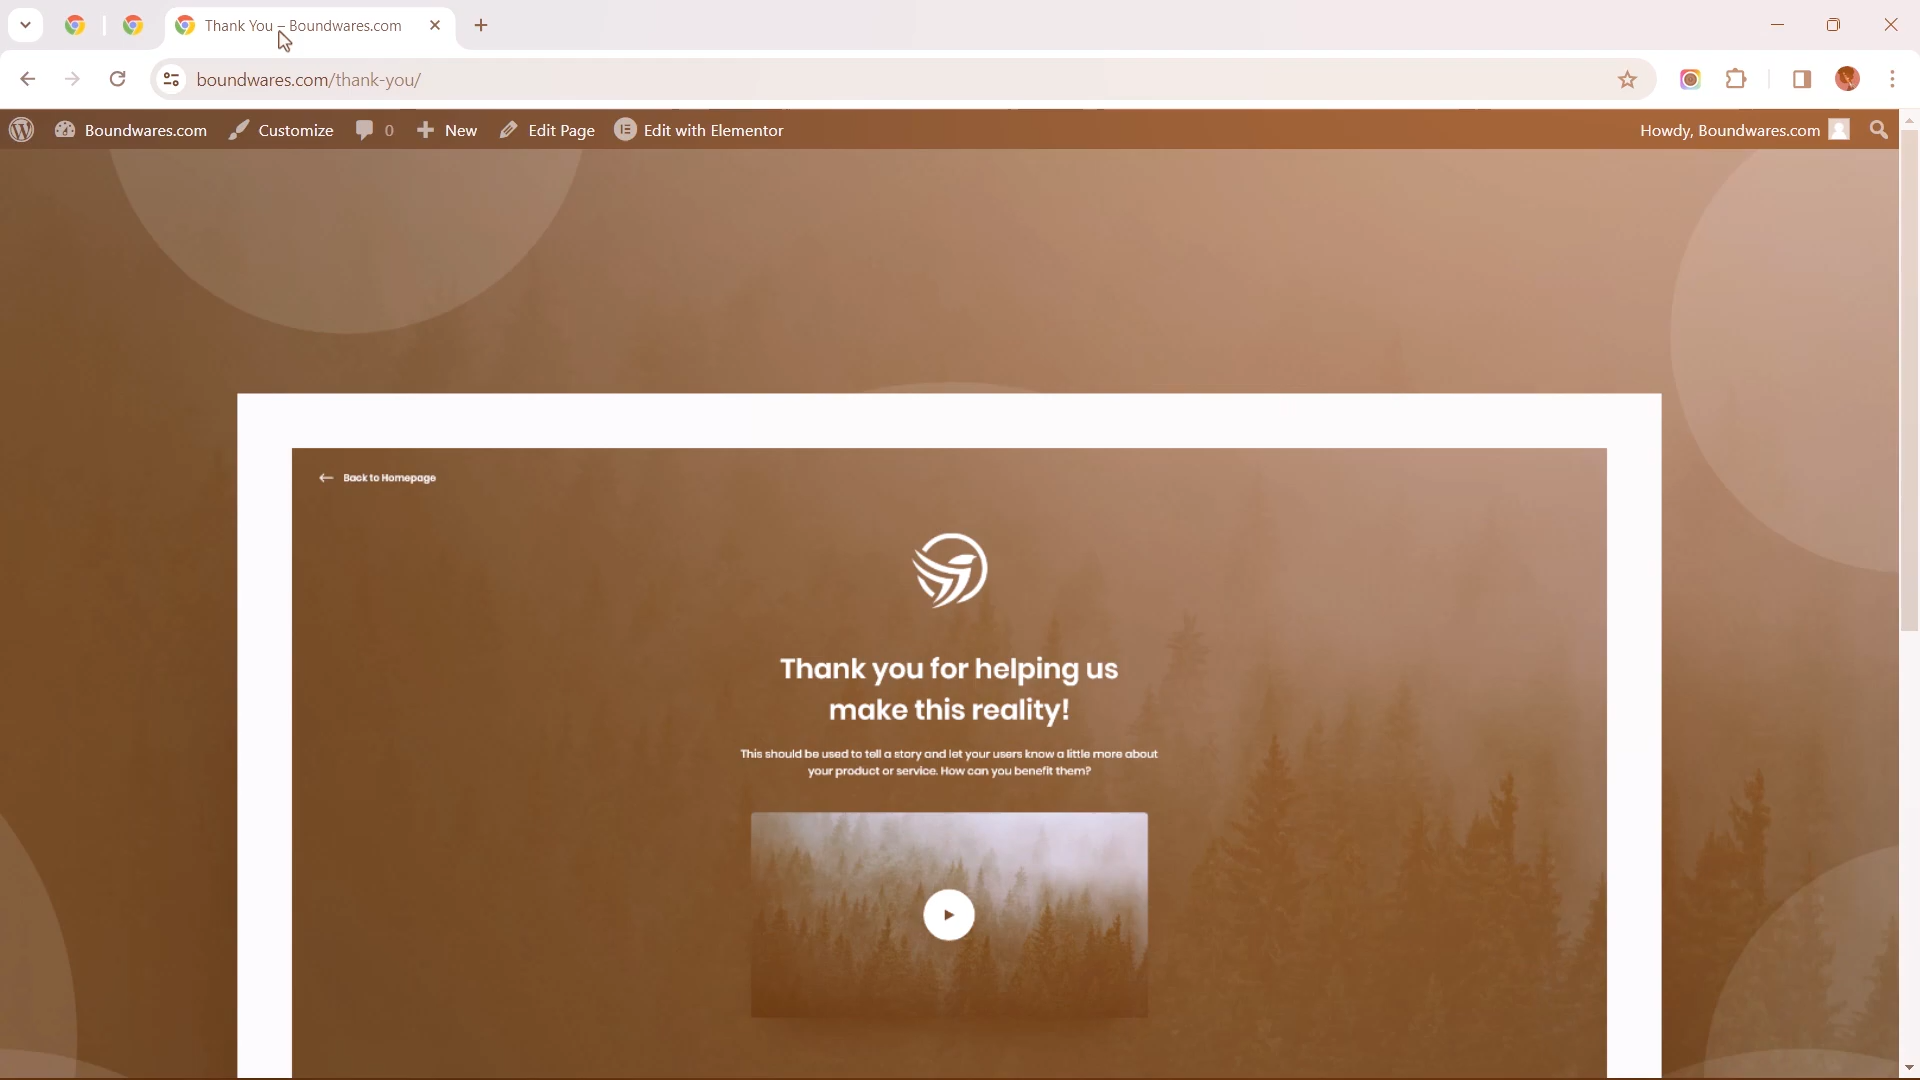 Thank You – Boundwares.com
boundwares.com/thank-you/
Boundwares.com Customize 0 New Edit Page Edit with Elementor Howdy, Boundwares.com
Back to Homepage
Thank you for helping us
make this reality!
This should be used to tell a story and let your users know a little more about
your product or service. How can you benefit them?